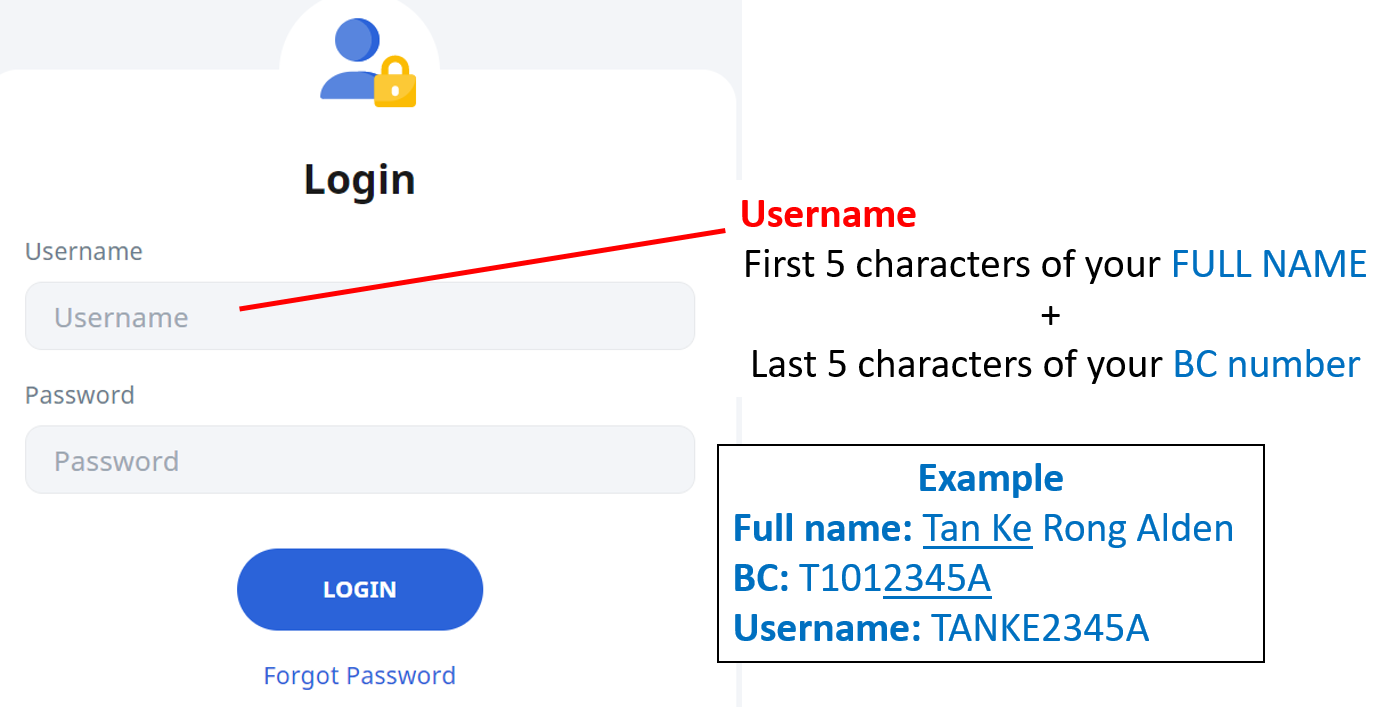 Login
Username
Username
Password
Password
LOGIN
Forgot Password
Username
First 5 characters of your FULL NAME
+
Last 5 characters of your BC number
Example
Full name: Tan Ke Rong Alden
BC: T1012345A
Username: TANKE2345A